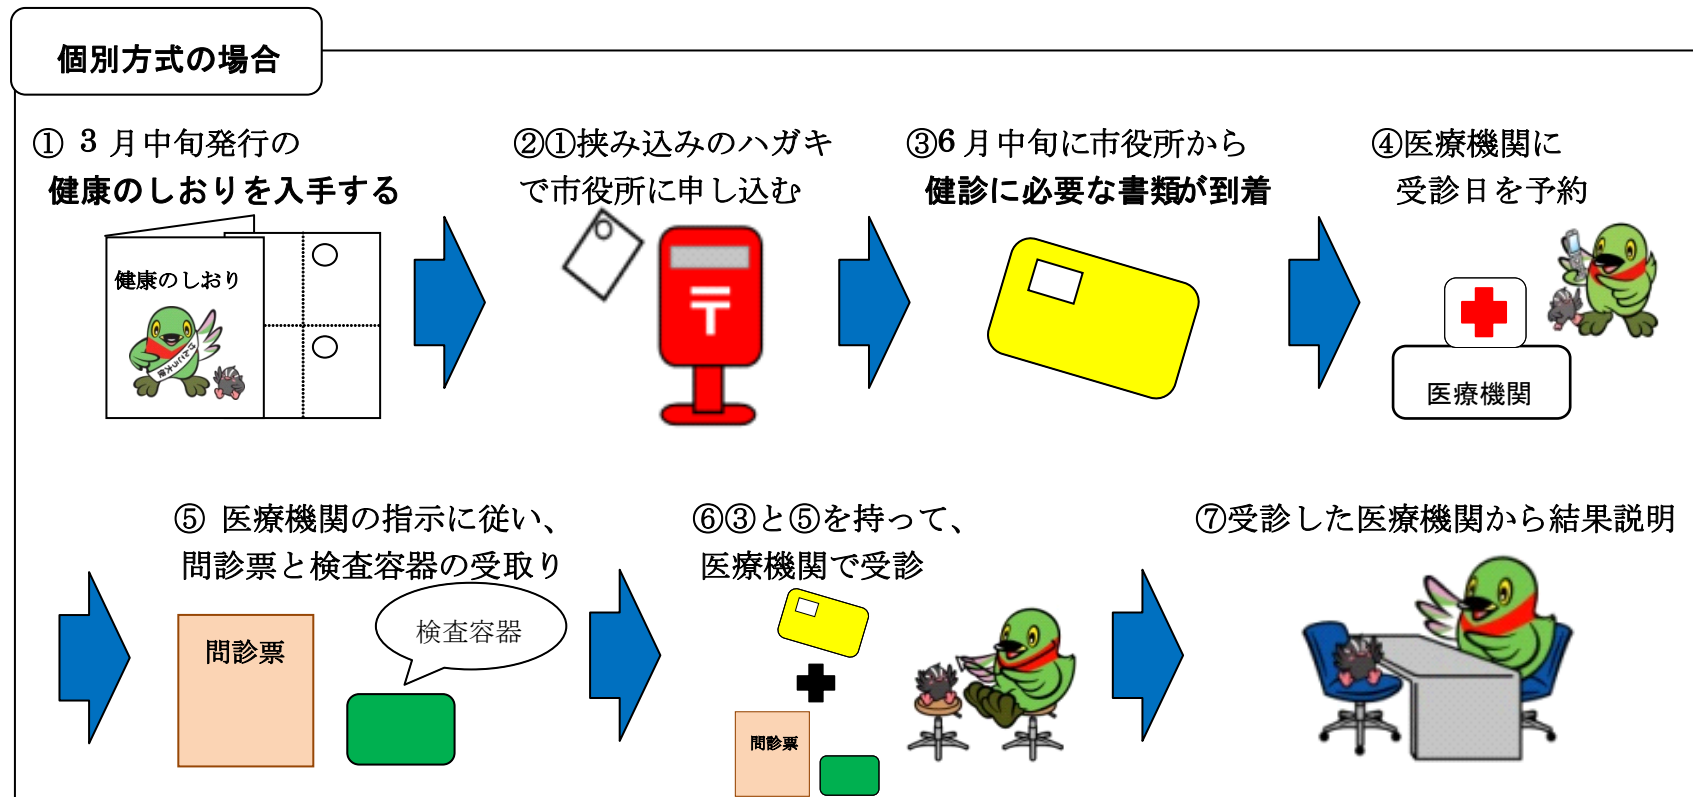 個別方式の場合
① 3 月中旬発行の
健康のしおりを入手する
健康のしおり
②①挟み込みのハガキ
で市役所に申し込む
〒
③6 月中旬に市役所から
健診に必要な書類が到着
④医療機関に
受診日を予約
医療機関
⑤ 医療機関の指示に従い、
問診票と検査容器の受取り
問診票
検査容器
⑥③と⑤を持って、
医療機関で受診
問診票
⑦受診した医療機関から結果説明